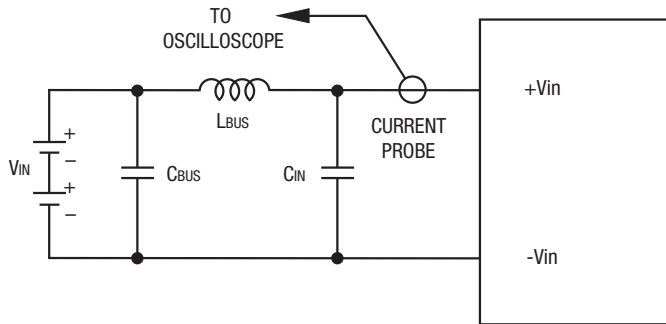 TO
OSCILLOSCOPE
+Vin
LBUS
CURRENT
PROBE
+
−
VIN
+
−
CBUS
CIN
-Vin